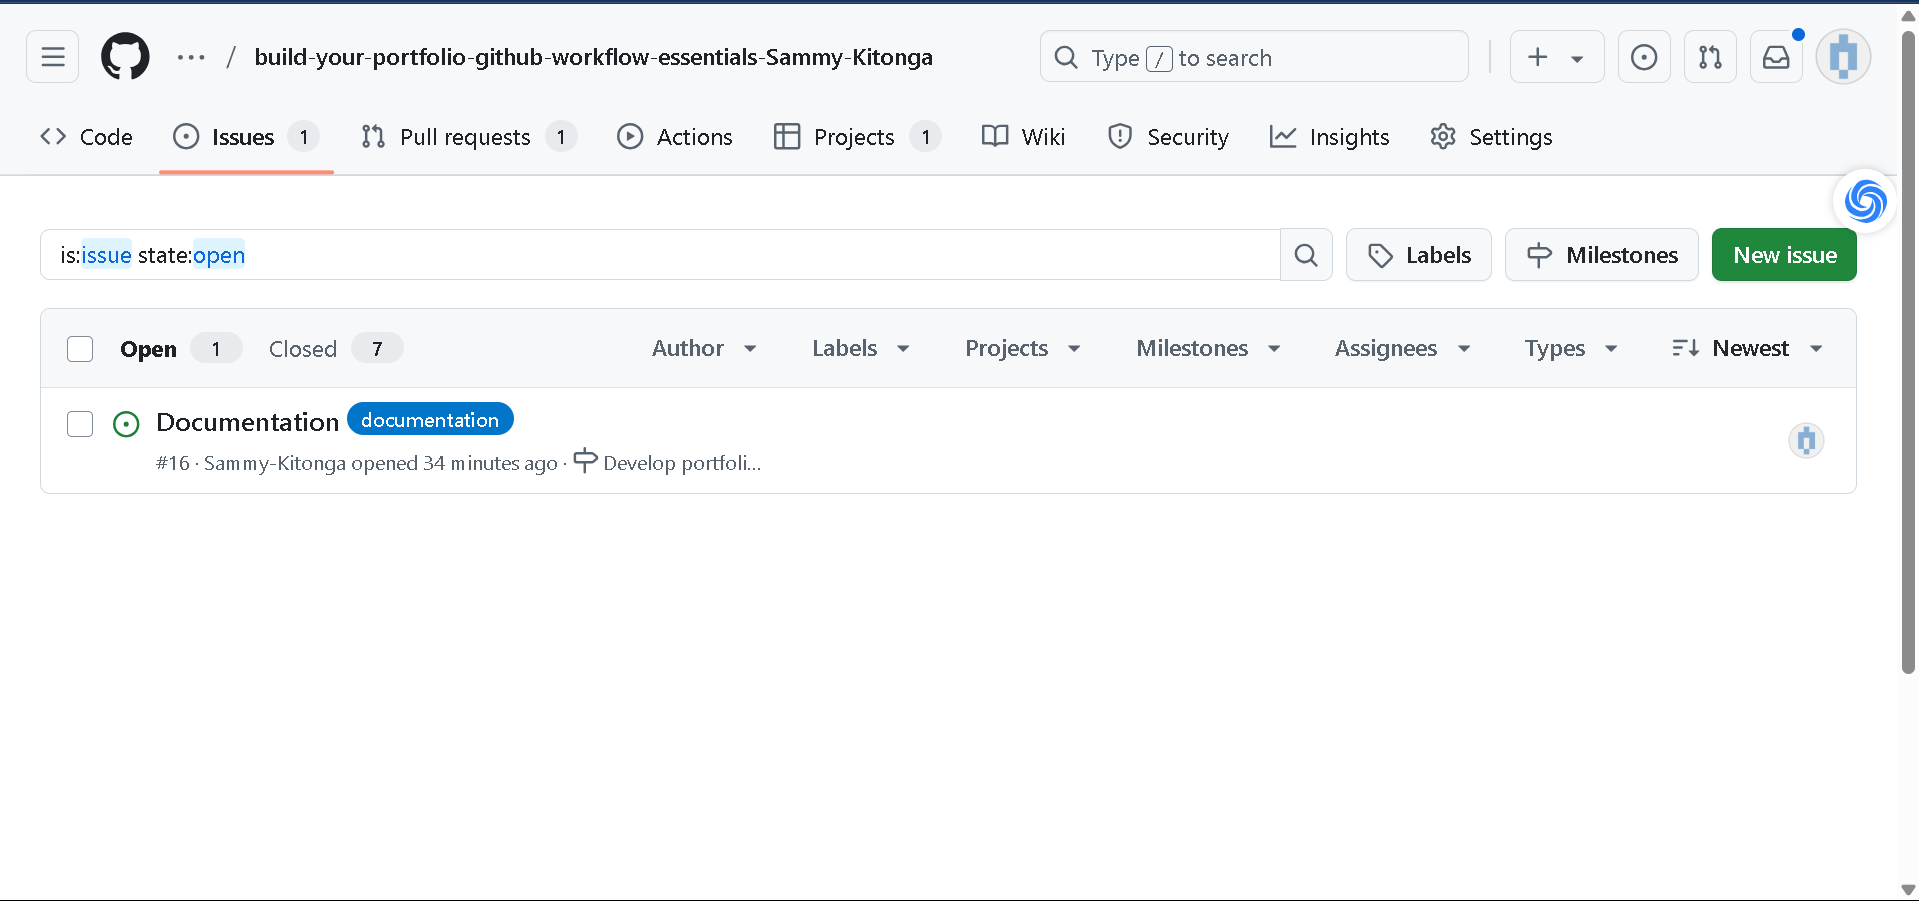 ... / build-your-portfolio-github-workflow-essentials-Sammy-Kitonga Type / to search
Code Issues 1 Pull requests 1 Actions Projects 1 Wiki Security Insights Settings
is:issue state:open Labels Milestones New issue
Open 1 Closed 7 Author Labels Projects Milestones Assignees Types Newest
Documentation documentation
#16 · Sammy-Kitonga opened 34 minutes ago · Develop portfoli...